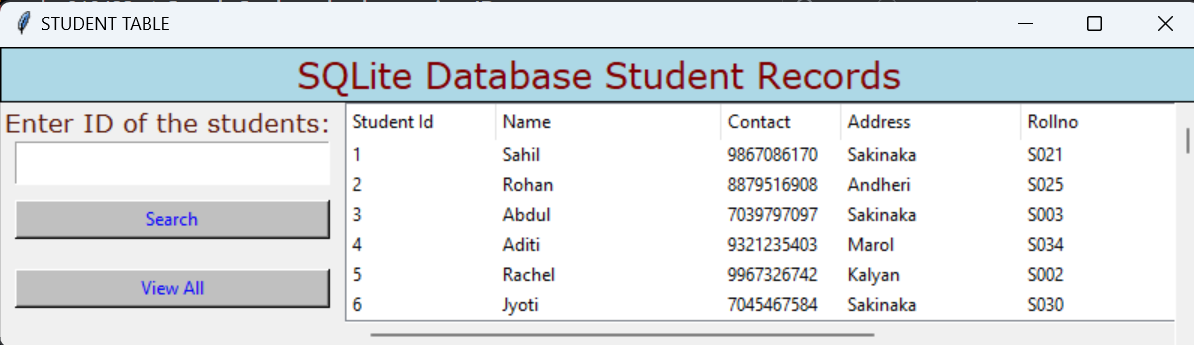 STUDENT TABLE
SQLite Database Student Records
Enter ID of the students:
Search
View All
Student Id Name Contact Address Rollno
1 Sahil 9867086170 Sakinaka S021
2 Rohan 8879516908 Andheri S025
3 Abdul 7039797097 Sakinaka S003
4 Aditi 9321235403 Marol S034
5 Rachel 9967326742 Kalyan S002
6 Jyoti 7045467584 Sakinaka S030